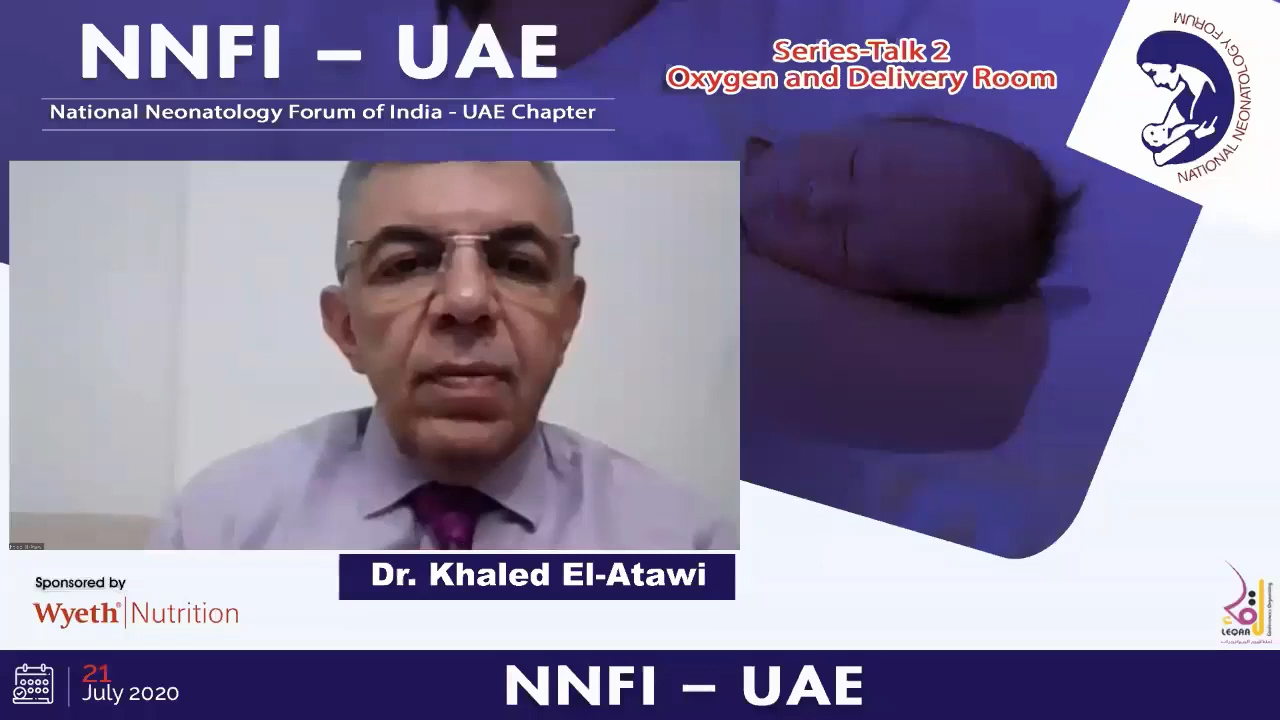 NNFI – UAE
National Neonatology Forum of India - UAE Chapter
Series-Talk 2
Oxygen and Delivery Room
NATIONAL NEONATOLOGY FORUM
Dr. Khaled El-Atawi
Sponsored by
Wyeth® Nutrition
LEQAA
21
July 2020
NNFI – UAE